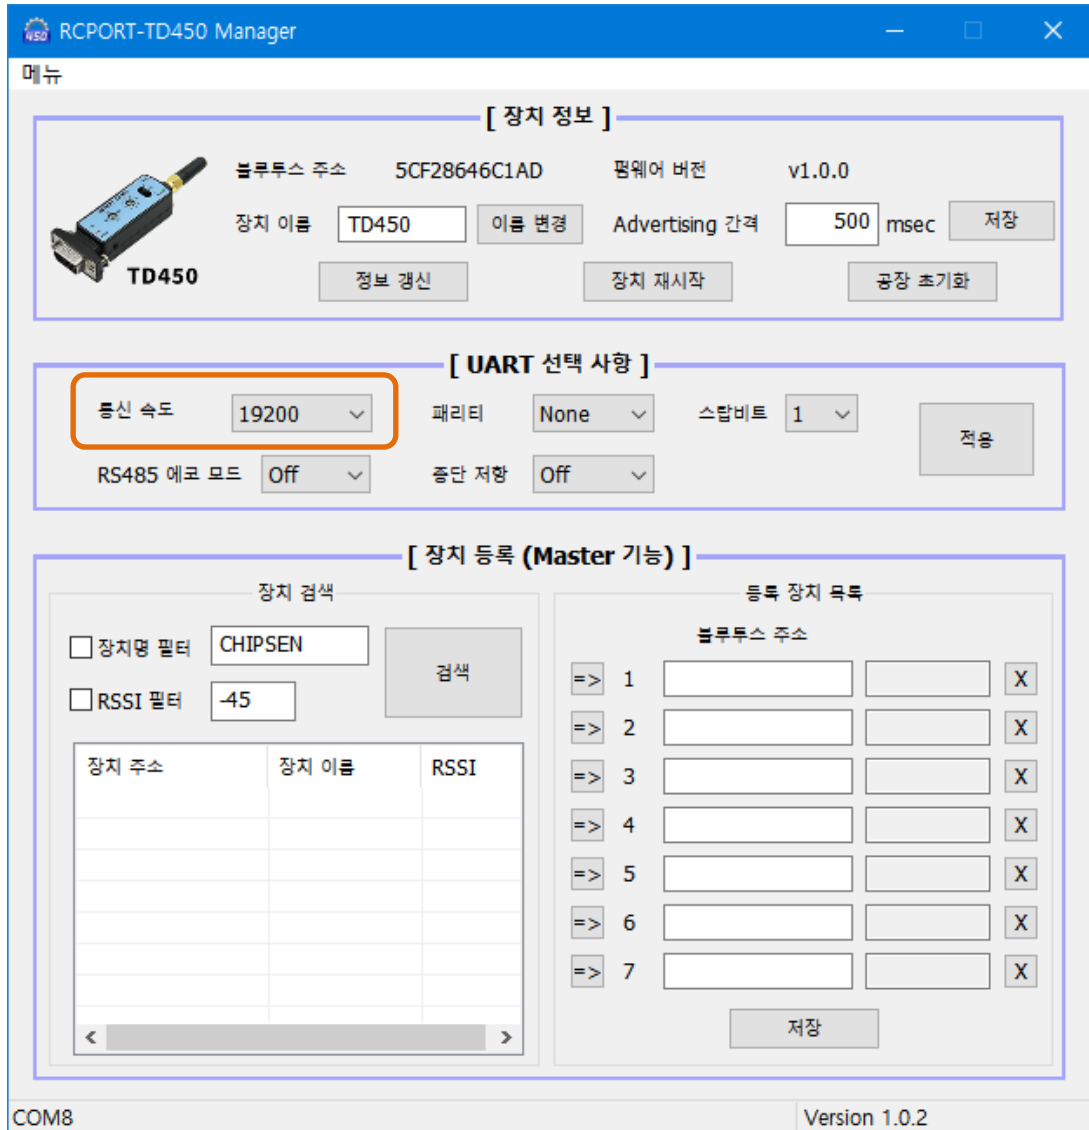 450 RCPORT-TD450 Manager
메뉴
[ 장치 정보 ]
블루투스 주소 5CF28646C1AD 펌웨어 버전 v1.0.0
장치 이름 TD450 이름 변경 Advertising 간격 500 msec 저장
TD450
정보 갱신 장치 재시작 공장 초기화
[ UART 선택 사항 ]
통신 속도 19200 패리티 None 스탑비트 1
적용
RS485 에코 모드 Off 종단 저항 Off
[ 장치 등록 (Master 기능) ]
장치 검색
장치명 필터 CHIPSEN
검색
RSSI 필터 -45
장치 주소 장치 이름 RSSI
등록 장치 목록
블루투스 주소
=> 1 X
=> 2 X
=> 3 X
=> 4 X
=> 5 X
=> 6 X
=> 7 X
저장
COM8 Version 1.0.2